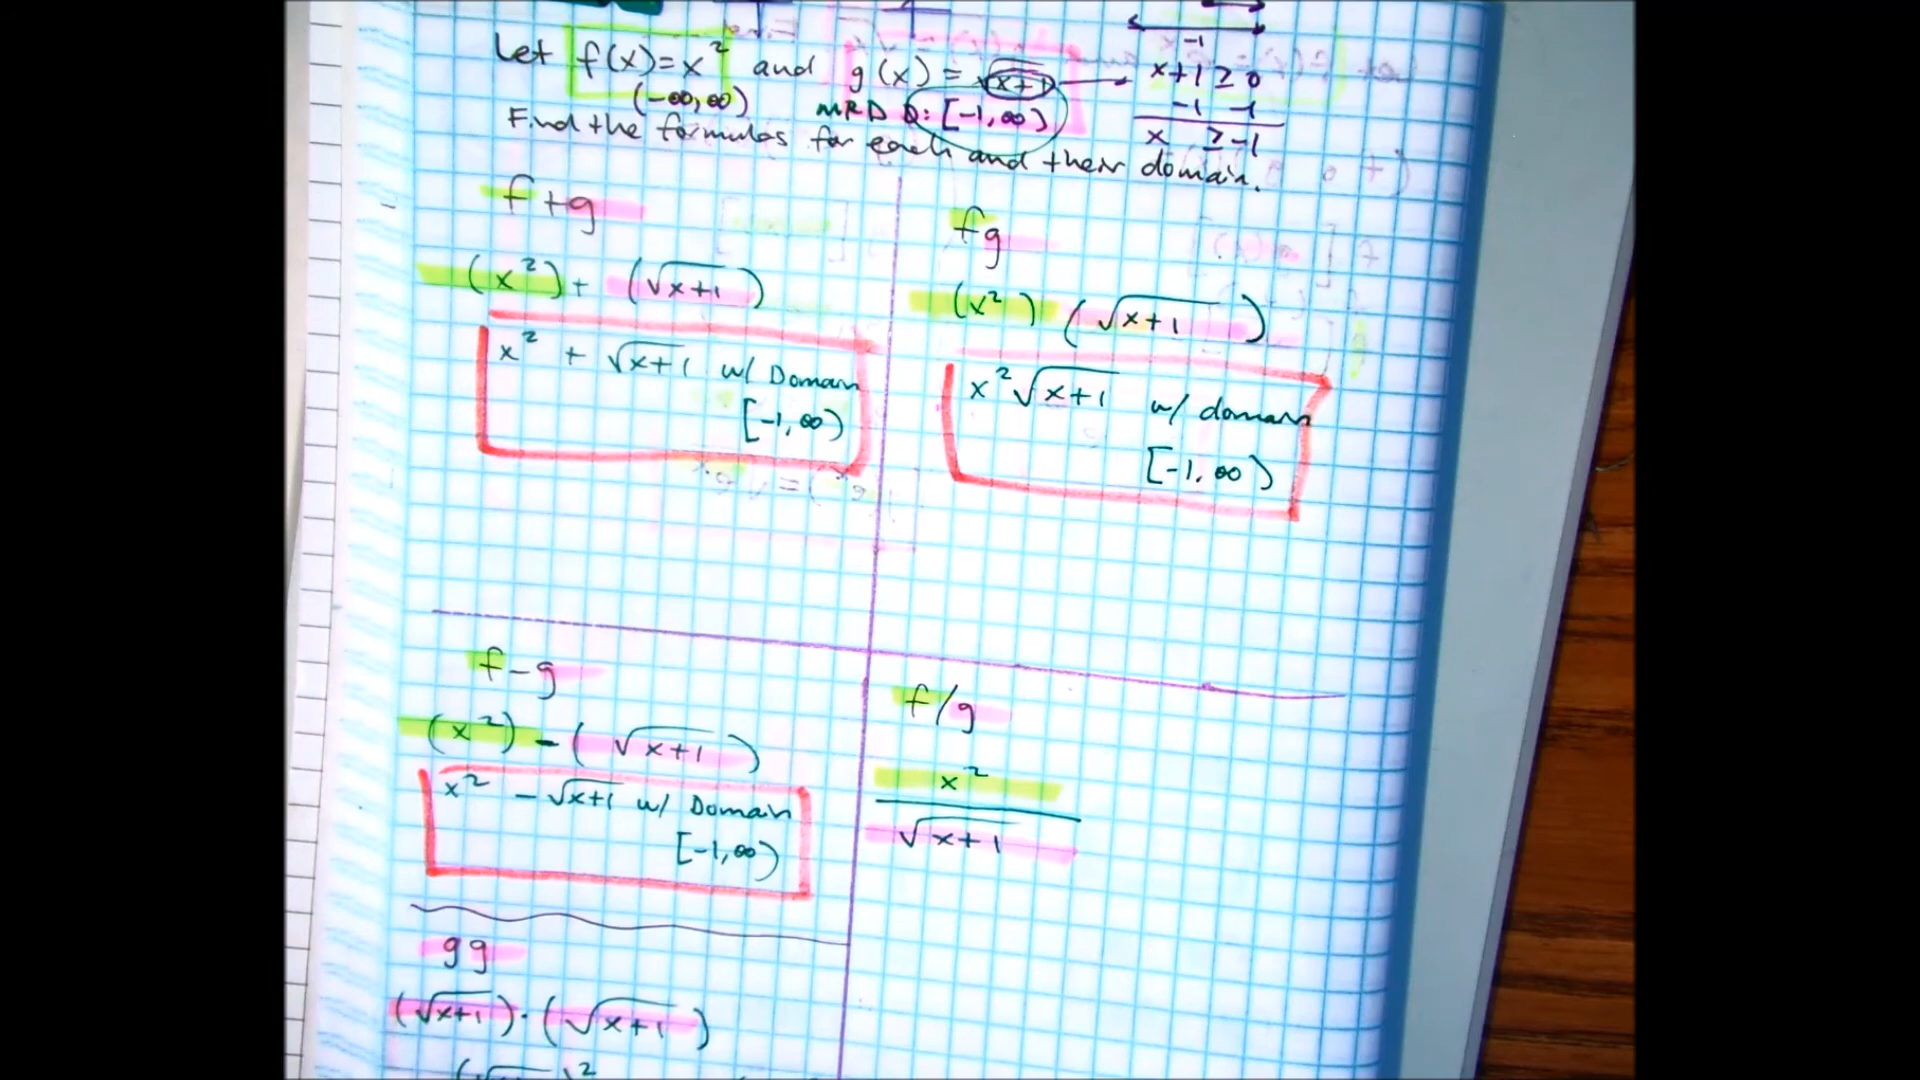 -1
Let f(x)=x² and g(x) = √x+1 → x+1 ≥ 0
(-∞,∞) MRD D: [-1,∞) -1 -1
x ≥ -1
Find the formulas for each and their domain.
f+g
(x²) + (√x+1)
x² + √x+1 w/ Domain
[-1,∞)
fg
(x²) (√x+1)
x²√x+1 w/ domain
[-1,∞)
f-g
(x²) - (√x+1)
x² - √x+1 w/ Domain
[-1,∞)
f/g
x²
√x+1
gg
(√x+1) · (√x+1)